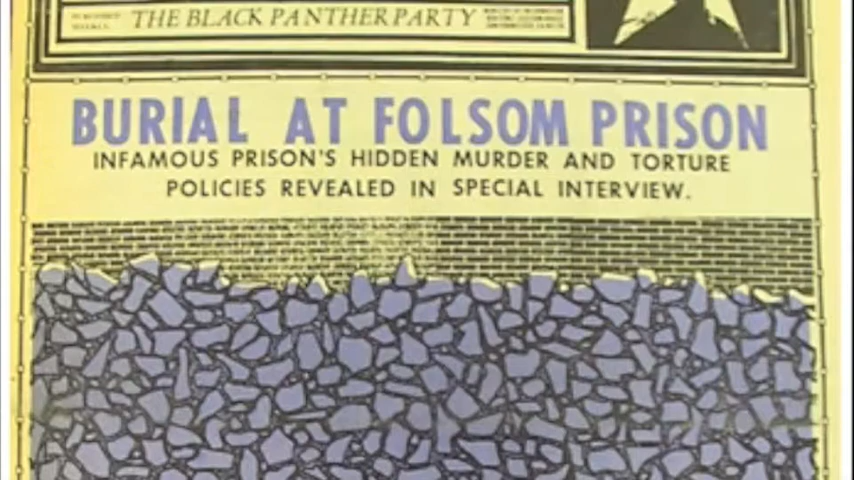 THE BLACK PANTHER PARTY
BURIAL AT FOLSOM PRISON
INFAMOUS PRISON'S HIDDEN MURDER AND TORTURE
POLICIES REVEALED IN SPECIAL INTERVIEW.